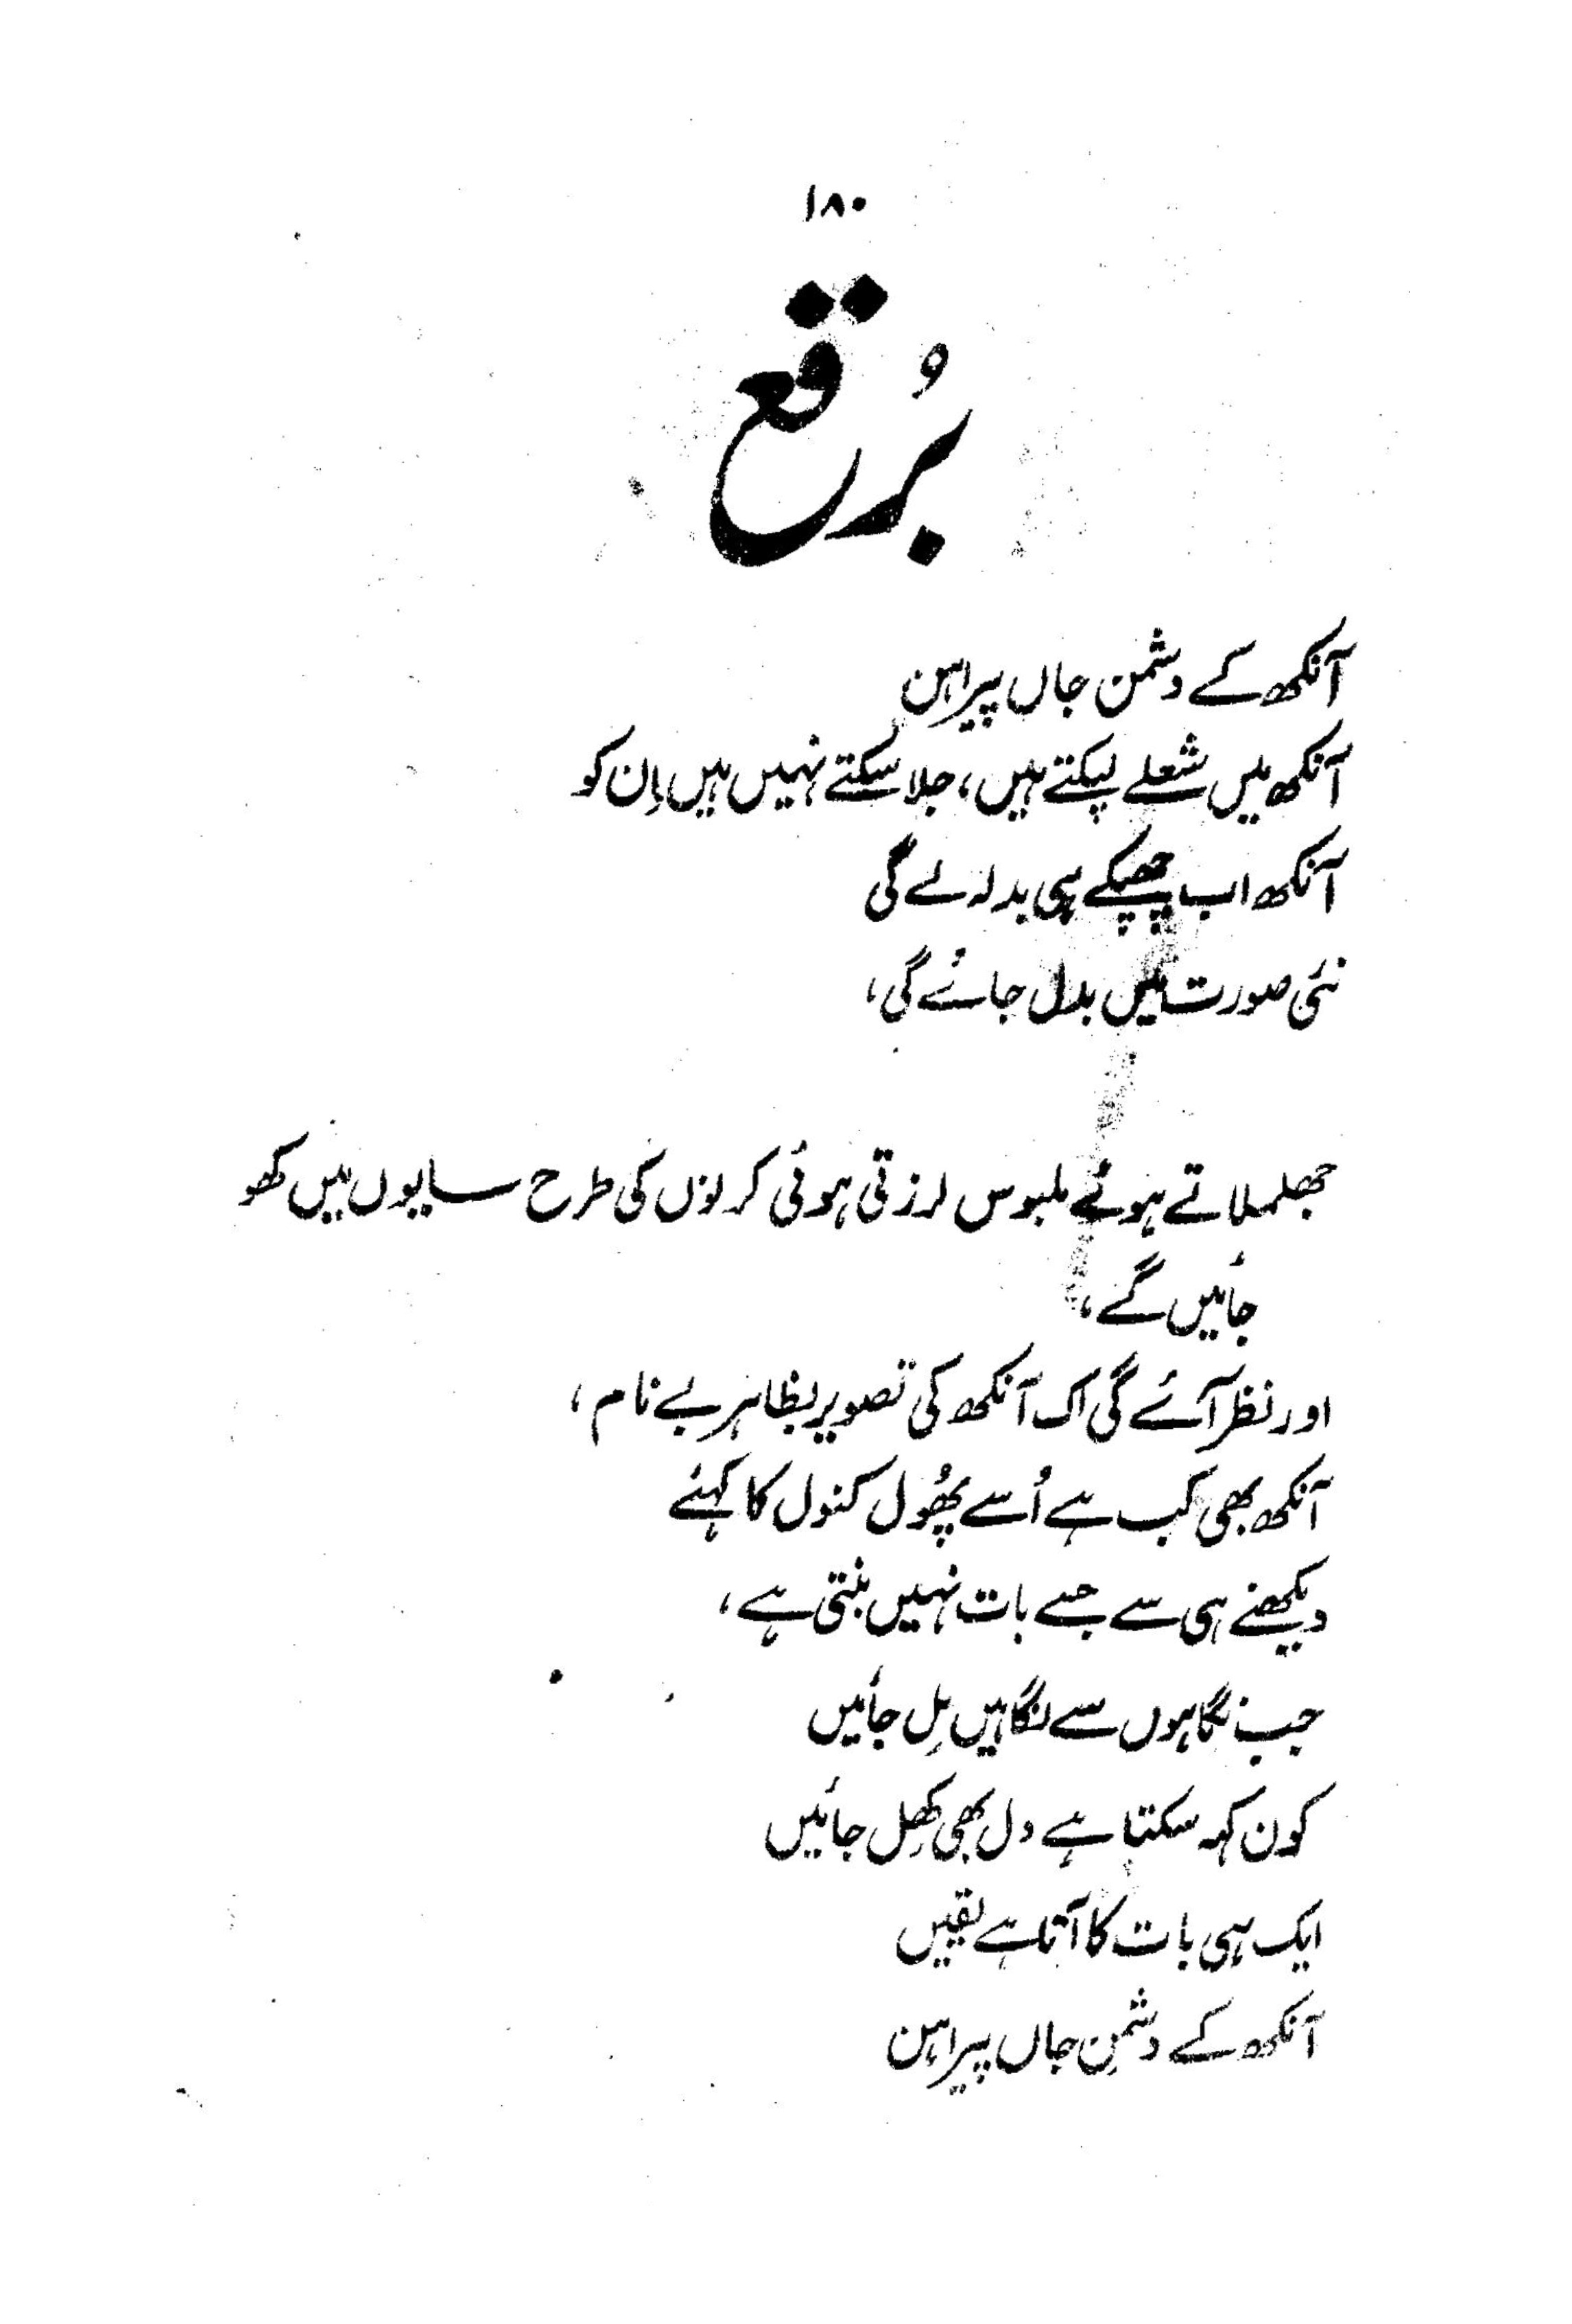 ۱۸۰
بُرقع
آنکھ کے دشمن جاں پیراہن
آنکھ میں شعلے لپکتے ہیں، جلا سکتے نہیں ہیں اِن کو
آنکھ اب چھپکے ہی بدلہ لے گی
نئی صورت میں بدل جائے گی،
جھلملاتے ہوئے ملبوس لرزتی ہوئی کرنوں کی طرح سایوں میں کھو
جائیں گے،
اور نظر آئے گی اک آنکھ کی تصویر بظاہر بے نام،
آنکھ بھی کب ہے اُسے پھُول کنول کا کہئے
دیکھنے ہی سے جسے بات نہیں بنتی ہے،
جب نگاہوں سے نگاہیں مِل جائیں
کون کہہ سکتا ہے دل بھی کھِل جائیں
ایک ہی بات کا آتا ہے یقیں
آنکھ کے دشمنِ جاں پیراہن